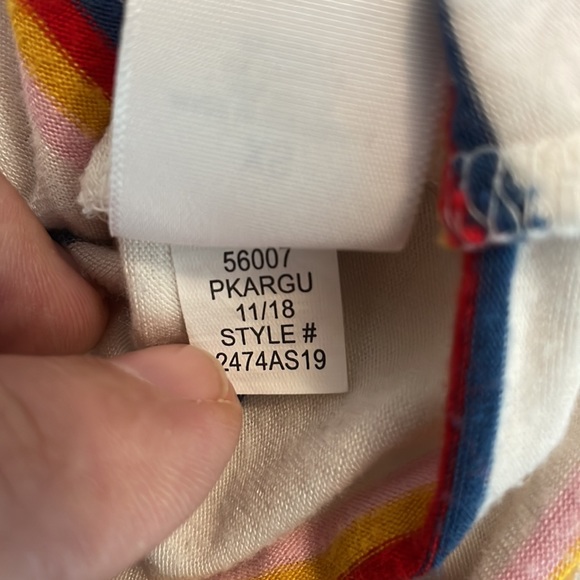 56007
PKARGU
11/18
STYLE #
2474AS19